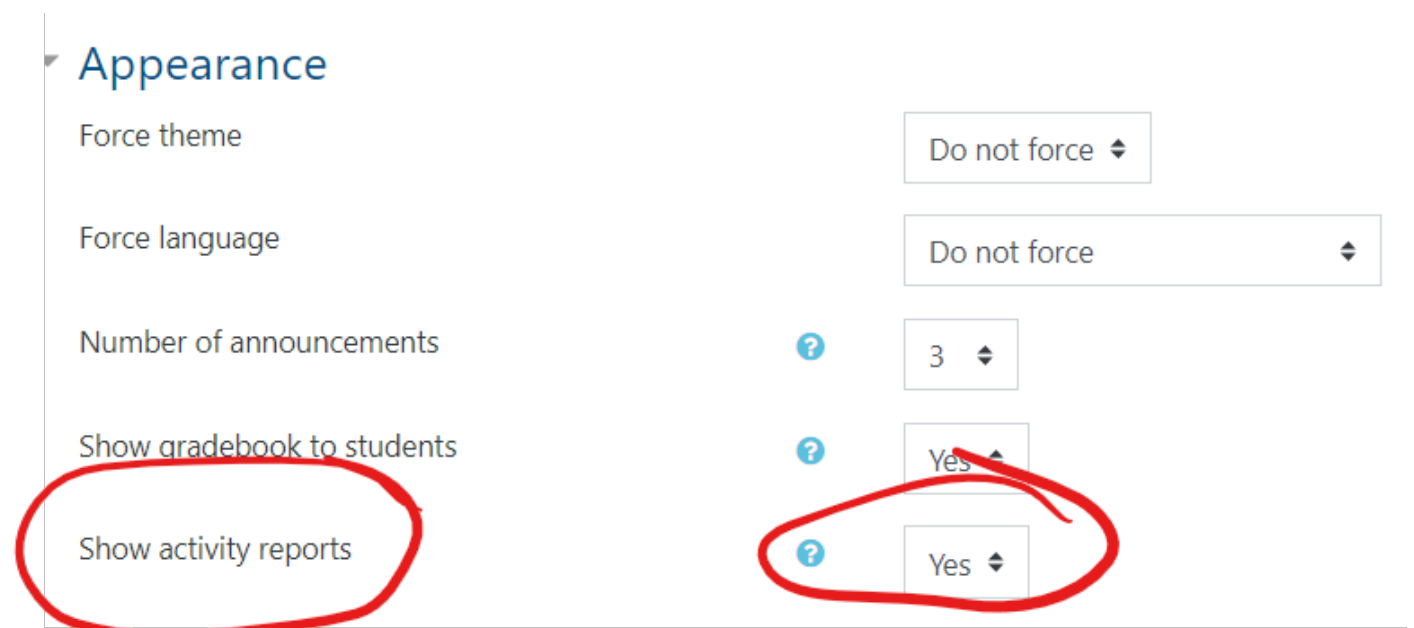 Appearance
Force theme
Do not force
Force language
Do not force
Number of announcements
? 3
Show gradebook to students
? Yes
Show activity reports
? Yes